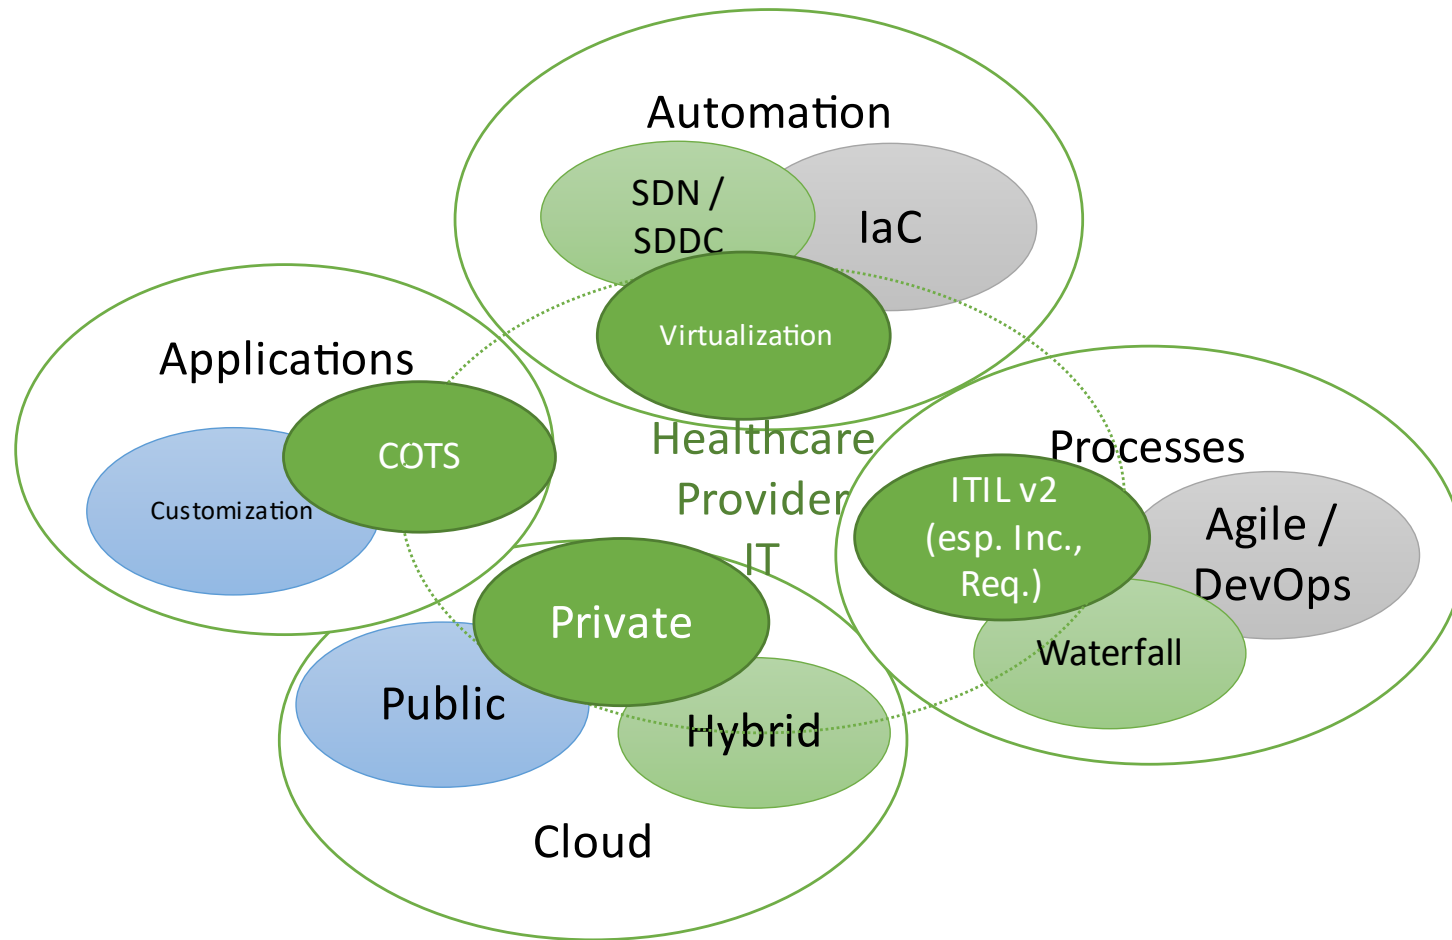 Automation
SDN /
SDDC
IaC
Virtualization
Applications
COTS
Customization
Healthcare
Provider
IT
Processes
ITIL v2
(esp. Inc.,
Req.)
Agile /
DevOps
Waterfall
Private
Public
Hybrid
Cloud